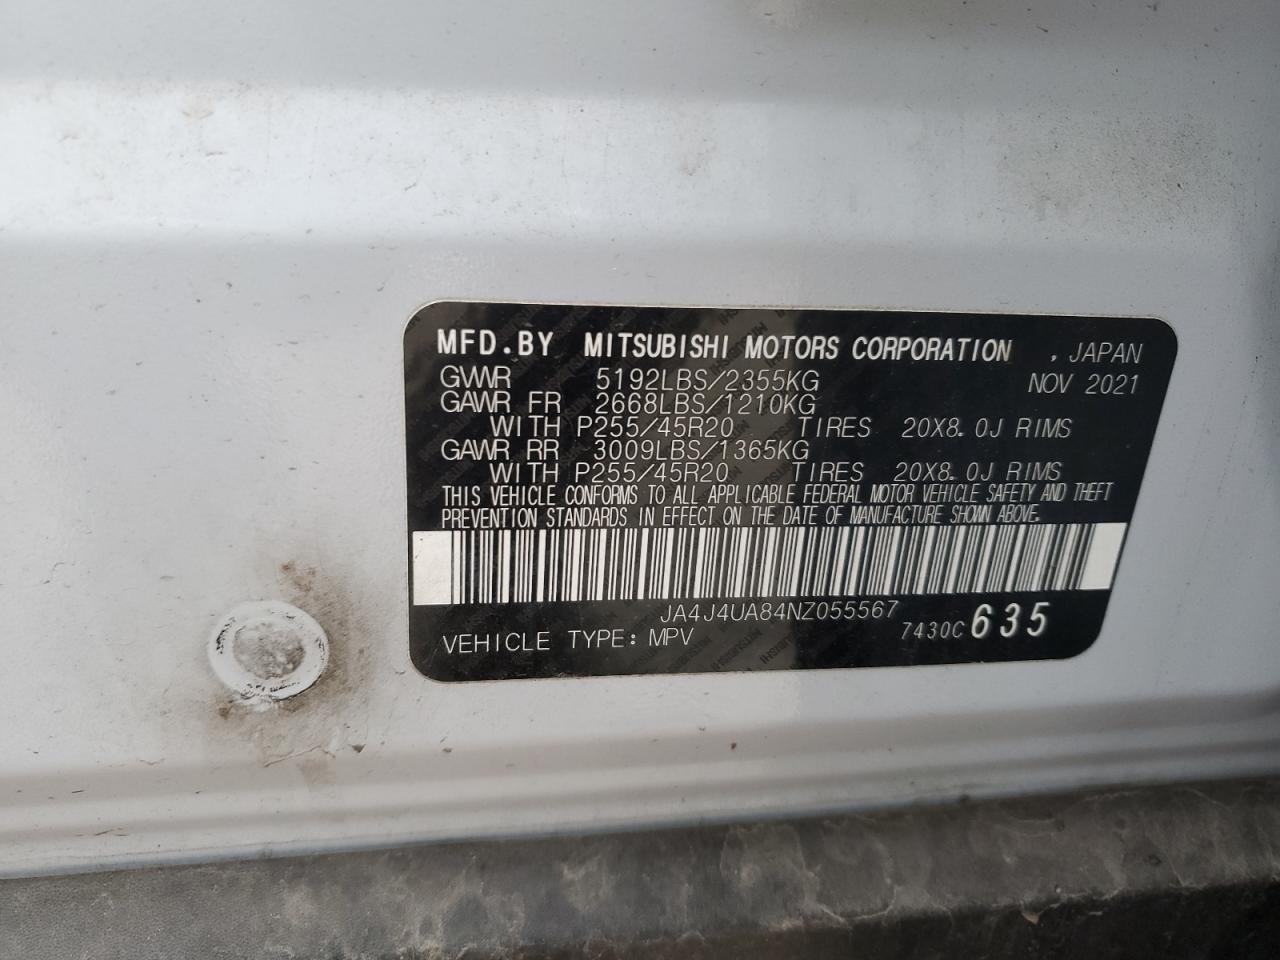 MFD.BY MITSUBISHI MOTORS CORPORATION , JAPAN
GVWR 5192LBS/2355KG NOV 2021
GAWR FR 2668LBS/1210KG
WITH P255/45R20 TIRES 20X8.0J RIMS
GAWR RR 3009LBS/1365KG
WITH P255/45R20 TIRES 20X8.0J RIMS
THIS VEHICLE CONFORMS TO ALL APPLICABLE FEDERAL MOTOR VEHICLE SAFETY AND THEFT
PREVENTION STANDARDS IN EFFECT ON THE DATE OF MANUFACTURE SHOWN ABOVE.
JA4J4UA84NZ055567
VEHICLE TYPE: MPV 7430C 635